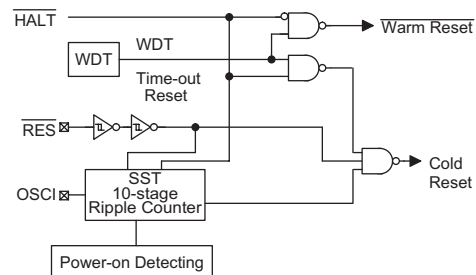 HALT
WDT
WDT
Time-out
Reset
Warm Reset
RES
OSCI
SST
10-stage
Ripple Counter
Cold
Reset
Power-on Detecting